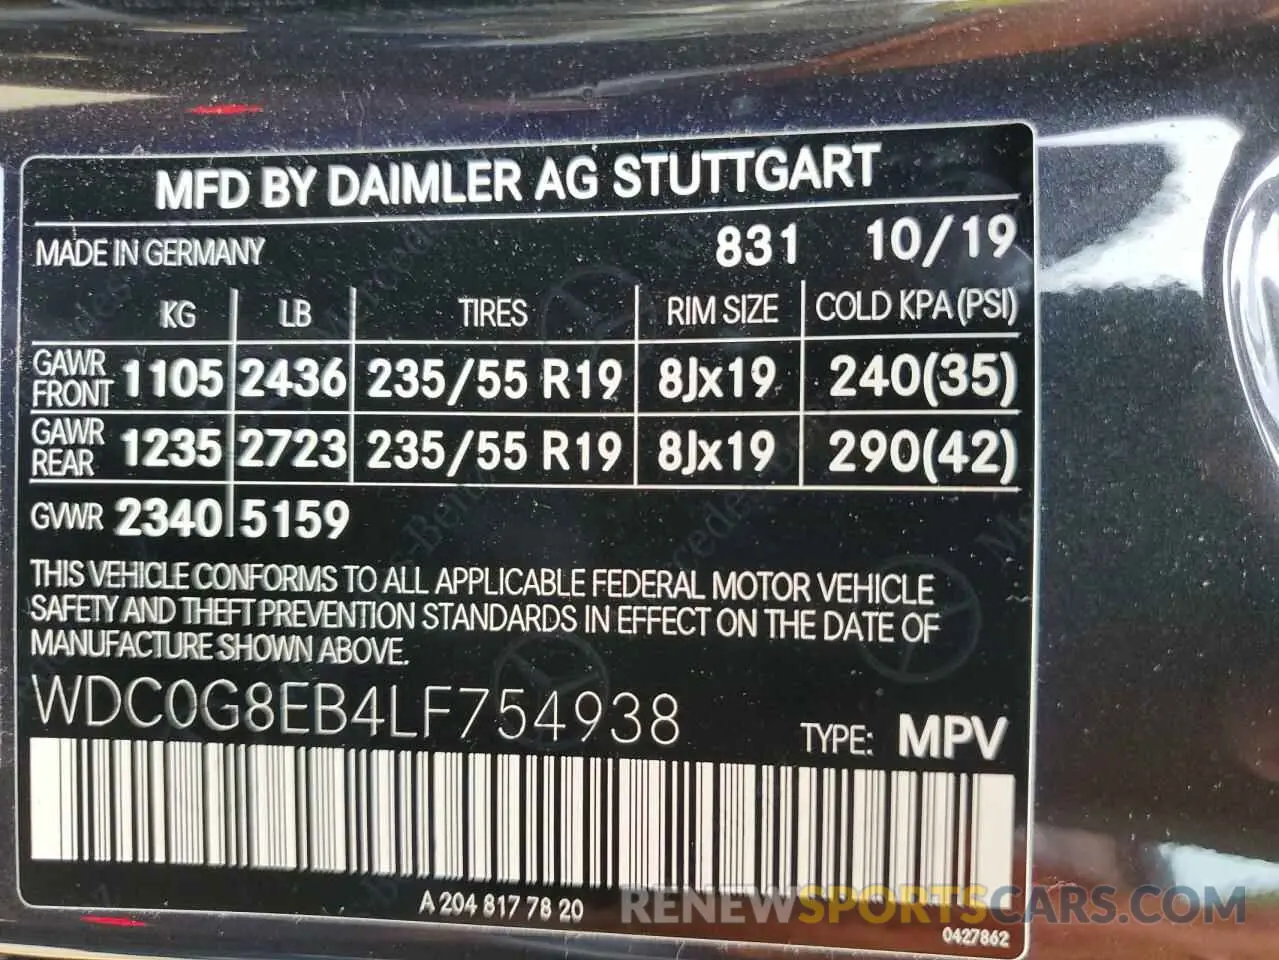 MFD BY DAIMLER AG STUTTGART
MADE IN GERMANY 831 10/19
KG LB TIRES RIM SIZE COLD KPA (PSI)
GAWR FRONT 1105 2436 235/55 R19 8Jx19 240(35)
GAWR REAR 1235 2723 235/55 R19 8Jx19 290(42)
GVWR 2340 5159
THIS VEHICLE CONFORMS TO ALL APPLICABLE FEDERAL MOTOR VEHICLE
SAFETY AND THEFT PREVENTION STANDARDS IN EFFECT ON THE DATE OF
MANUFACTURE SHOWN ABOVE.
WDC0G8EB4LF754938
TYPE: MPV
A 204 817 78 20
RENEWSPORTSCARS.COM
0427862